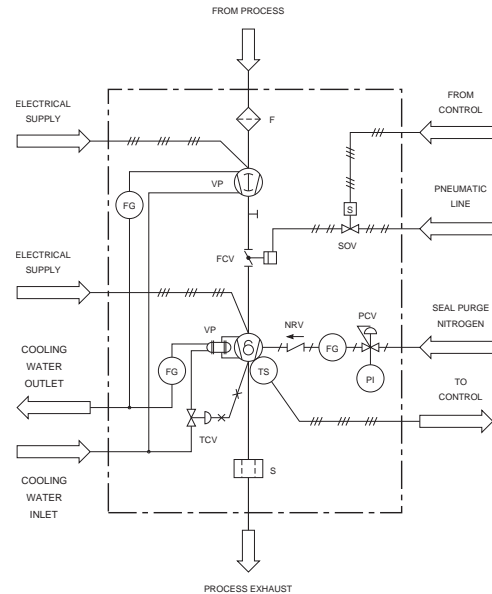 FROM PROCESS
ELECTRICAL
SUPPLY
F
FROM
CONTROL
VP
FG
S
PNEUMATIC
LINE
SOV
FCV
ELECTRICAL
SUPPLY
VP
NRV
PCV
SEAL PURGE
NITROGEN
FG
COOLING
WATER
OUTLET
FG
TS
PI
TO
CONTROL
TCV
S
COOLING
WATER
INLET
PROCESS EXHAUST